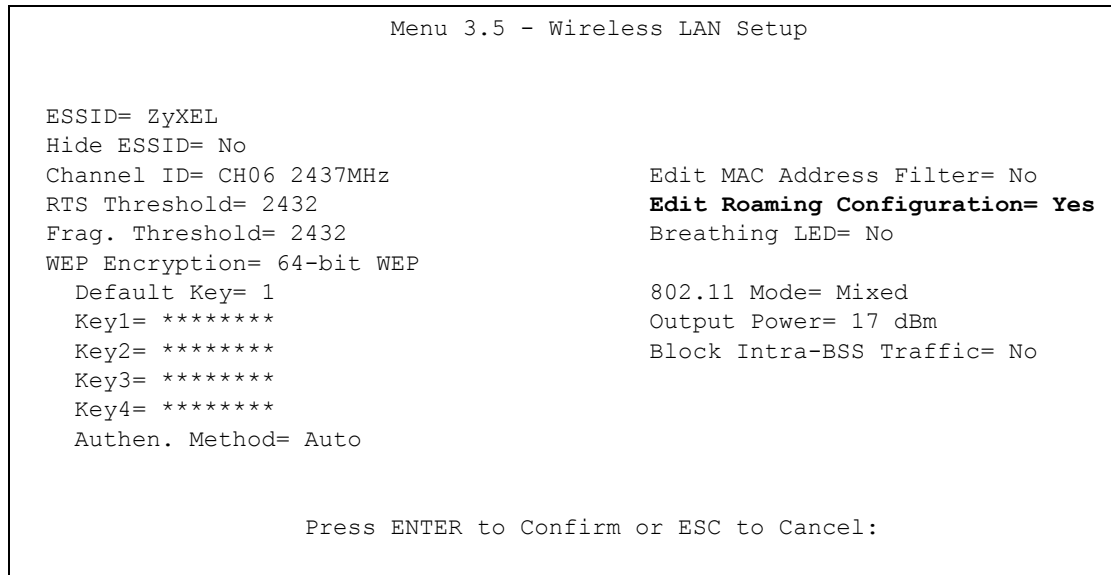 Menu 3.5 - Wireless LAN Setup
ESSID= ZyXEL
Hide ESSID= No
Channel ID= CH06 2437MHz Edit MAC Address Filter= No
RTS Threshold= 2432 Edit Roaming Configuration= Yes
Frag. Threshold= 2432 Breathing LED= No
WEP Encryption= 64-bit WEP
Default Key= 1 802.11 Mode= Mixed
Key1= ******** Output Power= 17 dBm
Key2= ******** Block Intra-BSS Traffic= No
Key3= ********
Key4= ********
Authen. Method= Auto
Press ENTER to Confirm or ESC to Cancel: